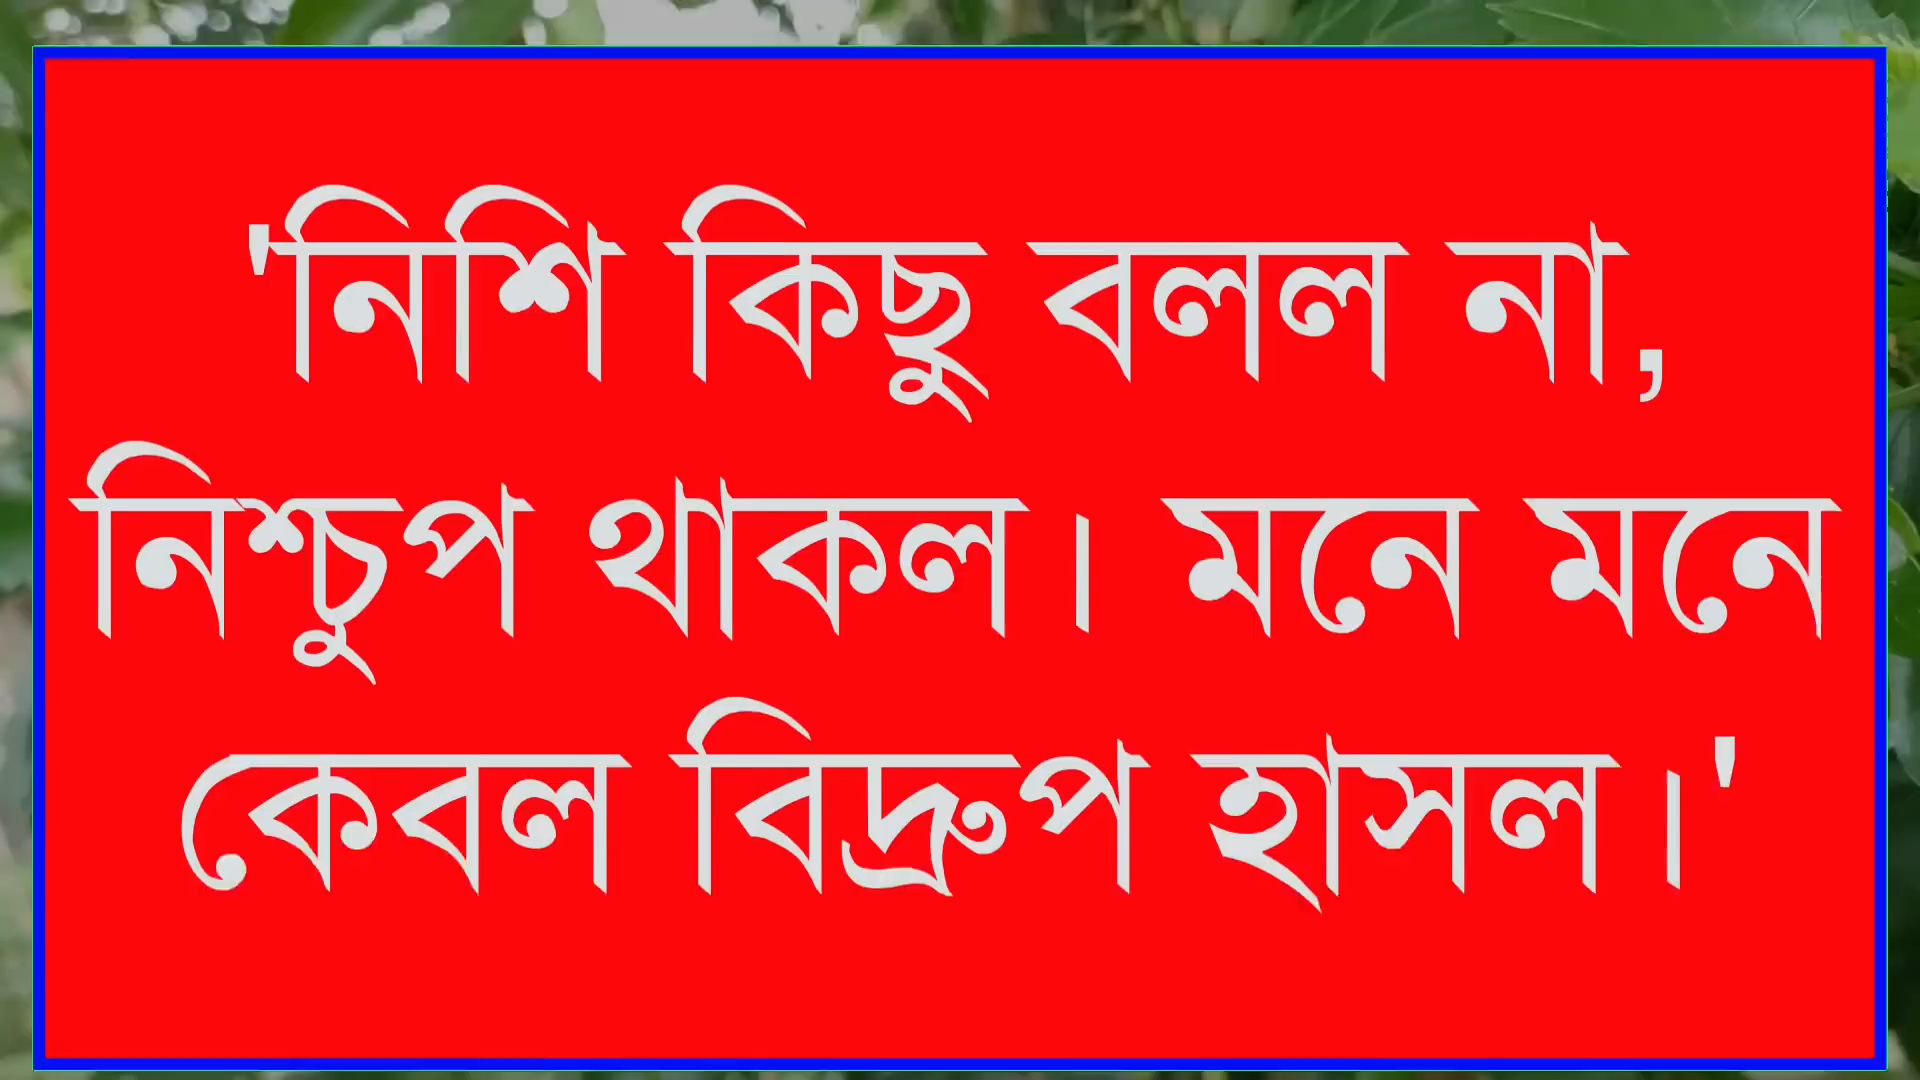 'নিশি কিছু বলল না,
নিশ্চুপ থাকল। মনে মনে
কেবল বিদ্রুপ হাসল।'